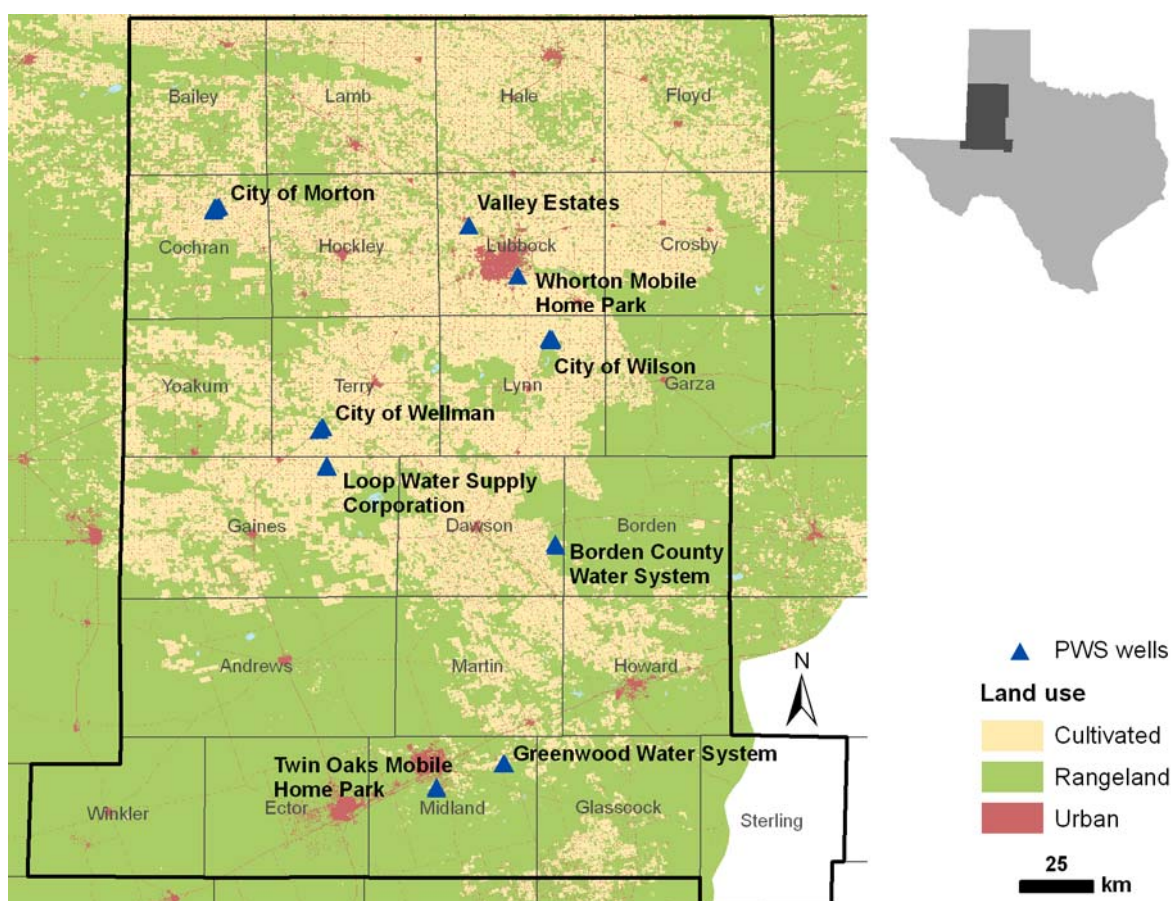 Bailey
Lamb
Hale
Floyd
City of Morton
Valley Estates
Cochran
Hockley
Lubbock
Crosby
Whorton Mobile
Home Park
City of Wilson
Yoakum
Terry
Lynn
Garza
City of Wellman
Loop Water Supply
Corporation
Gaines
Dawson
Borden
Borden County
Water System
Andrews
Martin
Howard
N
Twin Oaks Mobile
Home Park
Greenwood Water System
Winkler
Ector
Midland
Glasscock
Sterling
PWS wells
Land use
Cultivated
Rangeland
Urban
25
km